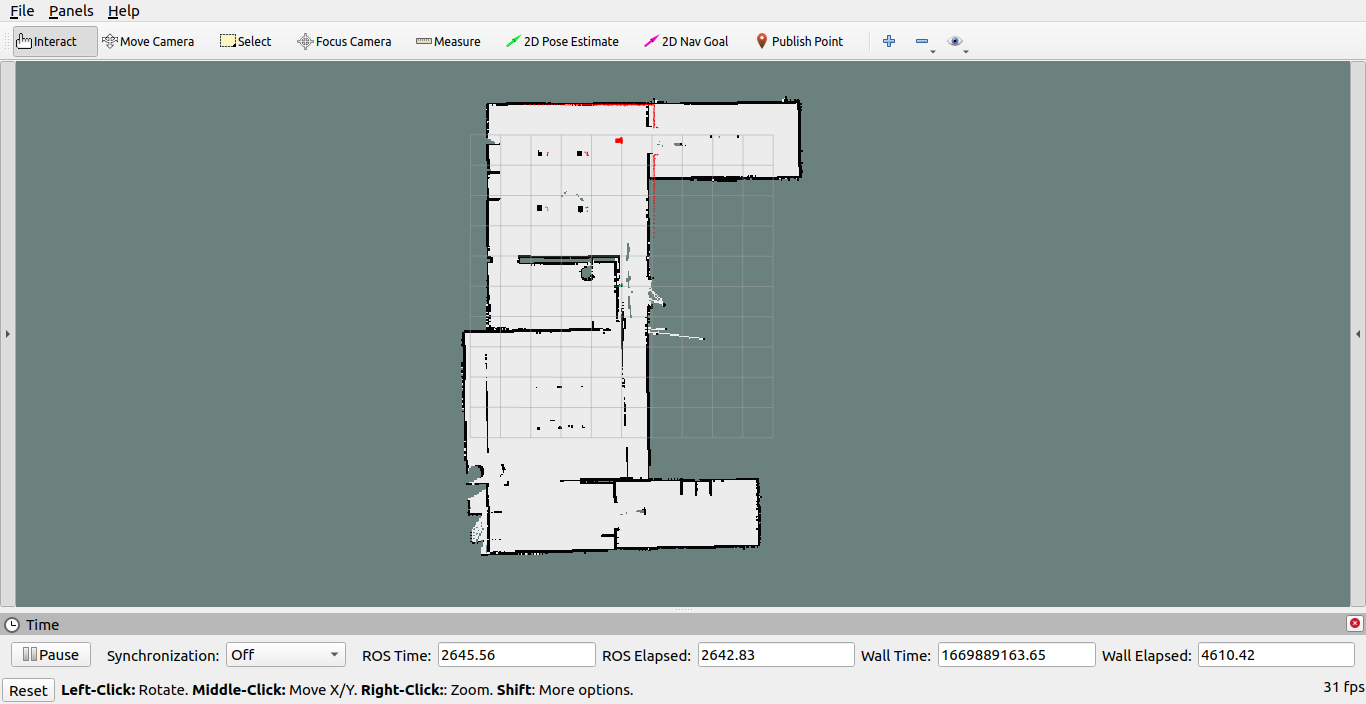 File Panels Help
Interact Move Camera Select Focus Camera Measure 2D Pose Estimate 2D Nav Goal Publish Point
Time
Pause Synchronization: Off ROS Time: 2645.56 ROS Elapsed: 2642.83 Wall Time: 1669889163.65 Wall Elapsed: 4610.42
Reset Left-Click: Rotate. Middle-Click: Move X/Y. Right-Click:: Zoom. Shift: More options. 31 fps